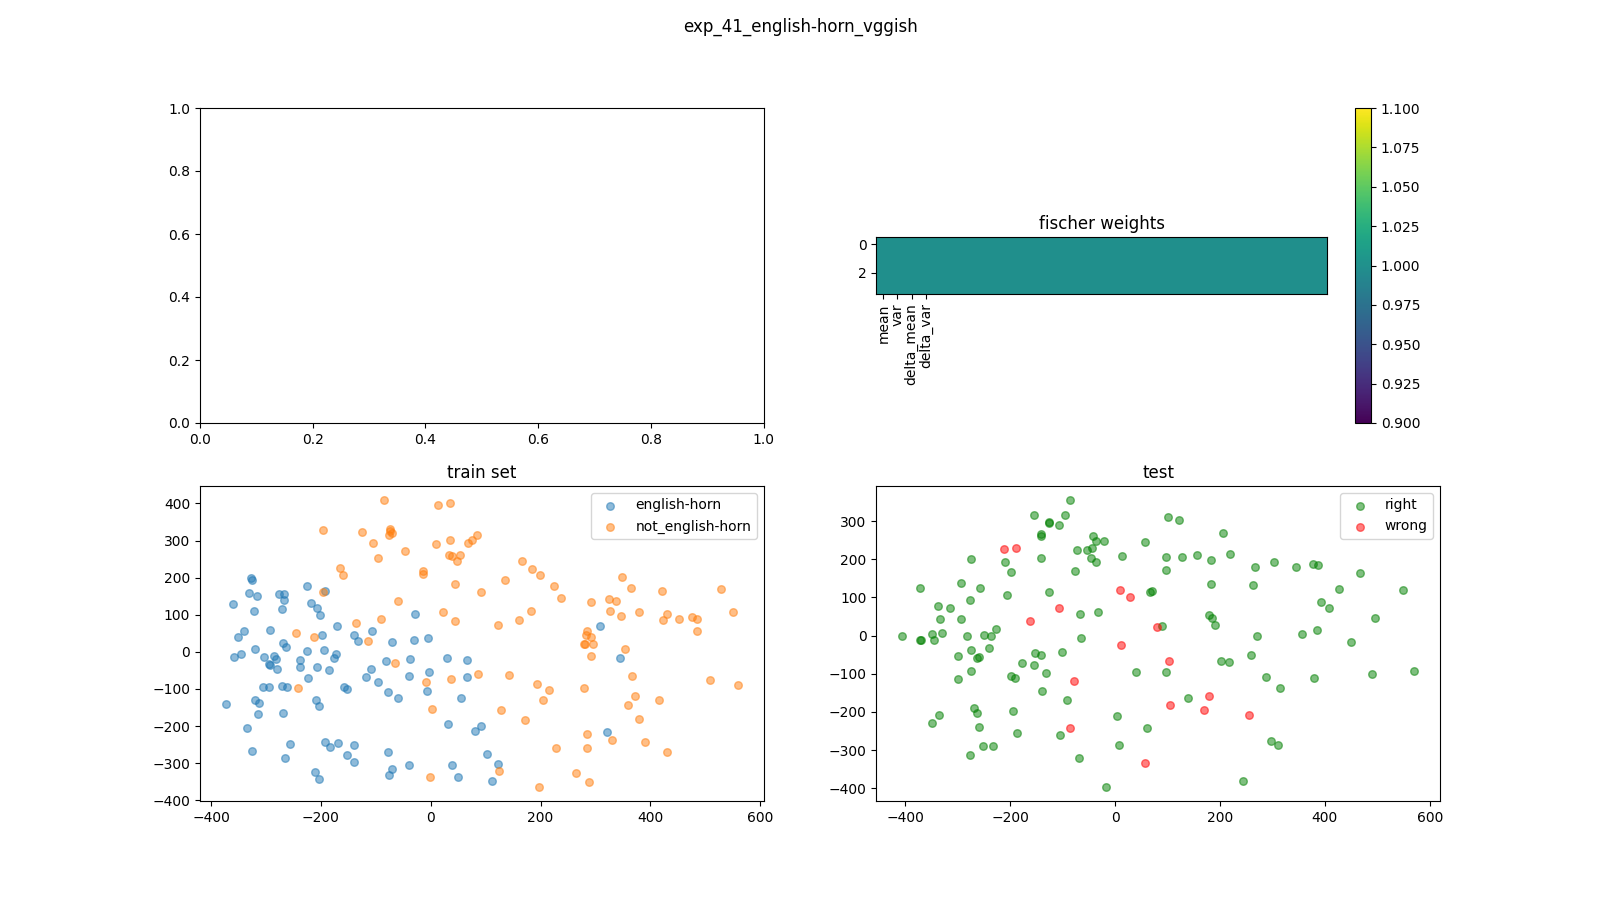 exp_41_english-horn_vggish
1.0
0.8
0.6
0.4
0.2
0.0
0.0 0.2 0.4 0.6 0.8 1.0
fischer weights
0
2
mean
var
delta_mean
delta_var
1.100
1.075
1.050
1.025
1.000
0.975
0.950
0.925
0.900
train set
english-horn
not_english-horn
400
300
200
100
0
−100
−200
−300
−400
−400 −200 0 200 400 600
test
right
wrong
300
200
100
0
−100
−200
−300
−400
−400 −200 0 200 400 600